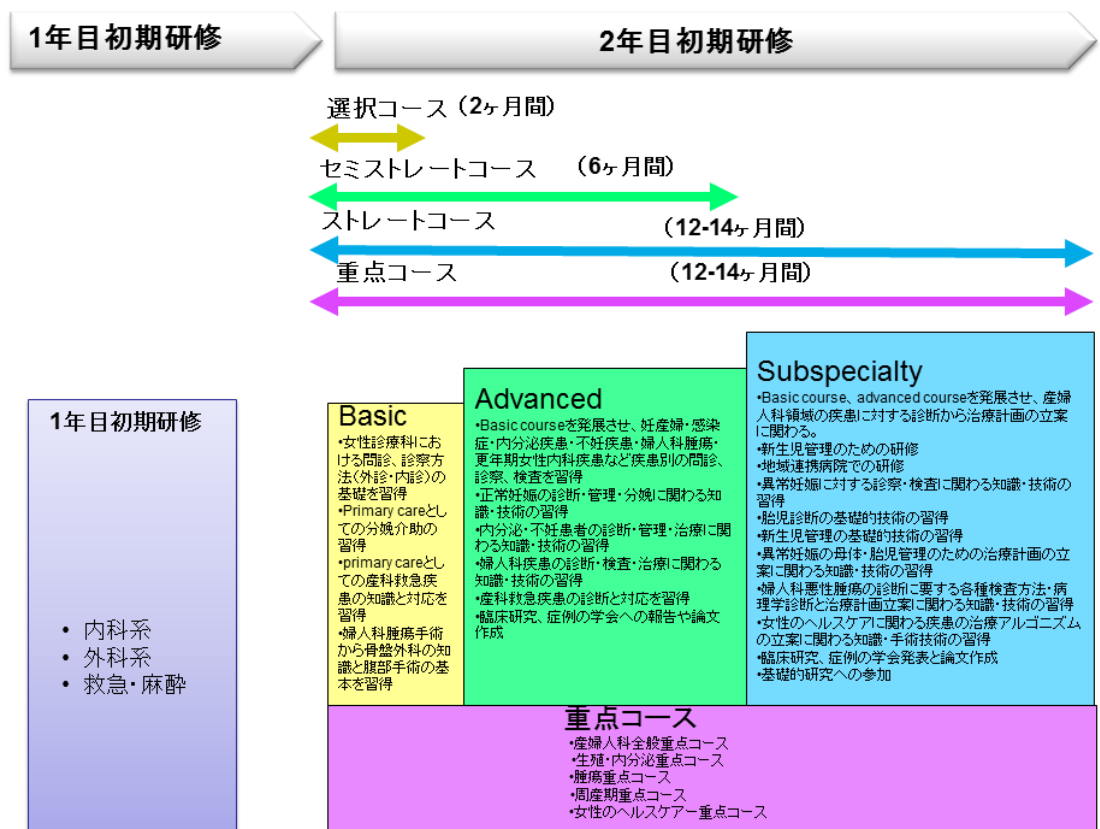 1年目初期研修
2年目初期研修
選択コース（2ヶ月間）
セミストレートコース　（6ヶ月間）
ストレートコース　（12-14ヶ月間）
重点コース　（12-14ヶ月間）
1年目初期研修
• 内科系
• 外科系
• 救急・麻酔
Basic
•女性診療科にお
ける問診、診察方
法（外診・内診）の
基礎を習得
•Primary careとし
ての分娩介助の
習得
•primary careとし
ての産科救急疾
患の知識と対応を
習得
•婦人科腫瘍手術
から骨盤外科の知
識と腹部手術の基
本を習得
Advanced
•Basic courseを発展させ、妊産婦・感染
症・内分泌疾患・不妊疾患・婦人科腫瘍・
更年期女性内科疾患など疾患別の問診、
診察、検査を習得
•正常妊娠の診断・管理・分娩に関わる知
識・技術の習得
•内分泌・不妊患者の診断・管理・治療に関
わる知識・技術の習得
•婦人科疾患の診断・検査・治療に関わる
知識・技術の習得
•産科救急疾患の診断と対応を習得
•臨床研究、症例の学会への報告や論文
作成
Subspecialty
•Basic course、advanced courseを発展させ、産婦
人科領域の疾患に対する診断から治療計画の立案
に関わる。
•新生児管理のための研修
•地域連携病院での研修
•異常妊娠に対する診察・検査に関わる知識・技術の
習得
•胎児診断の基礎的技術の習得
•新生児管理の基礎的技術の習得
•異常妊娠の母体・胎児管理のための治療計画の立
案に関わる知識・技術の習得
•婦人科悪性腫瘍の診断に要する各種検査方法・病
理学診断と治療計画立案に関わる知識・技術の習得
•女性のヘルスケアに関わる疾患の治療アルゴニズム
の立案に関わる知識・手術技術の習得
•臨床研究、症例の学会発表と論文作成
•基礎的研究への参加
重点コース
•産婦人科全般重点コース
•生殖・内分泌重点コース
•腫瘍重点コース
•周産期重点コース
•女性のヘルスケアー重点コース